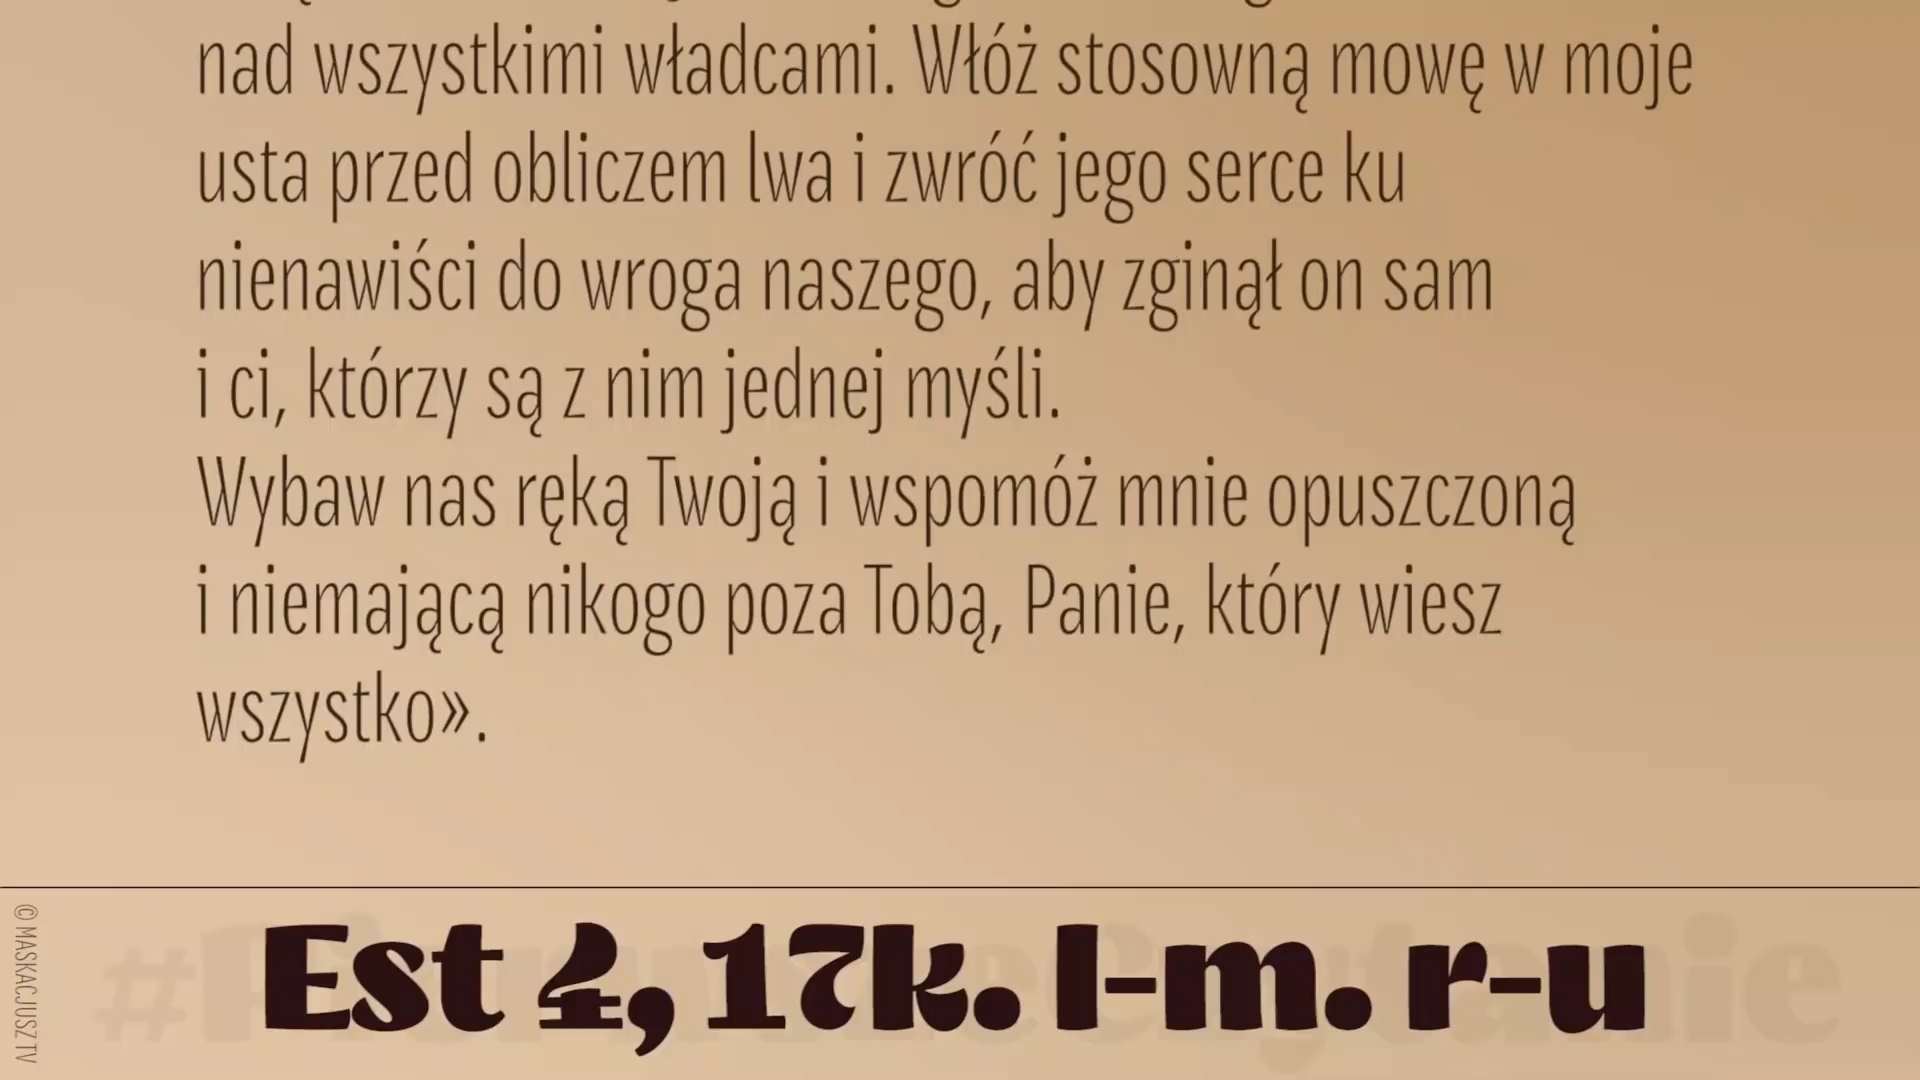 nad wszystkimi władcami. Włóż stosowną mowę w moje
usta przed obliczem lwa i zwróć jego serce ku
nienawiści do wroga naszego, aby zginął on sam
i ci, którzy są z nim jednej myśli.
Wybaw nas ręką Twoją i wspomóż mnie opuszczoną
i niemającą nikogo poza Tobą, Panie, który wiesz
wszystko».
Est 4, 17k. l-m. r-u
© MASKACJUSZ TV